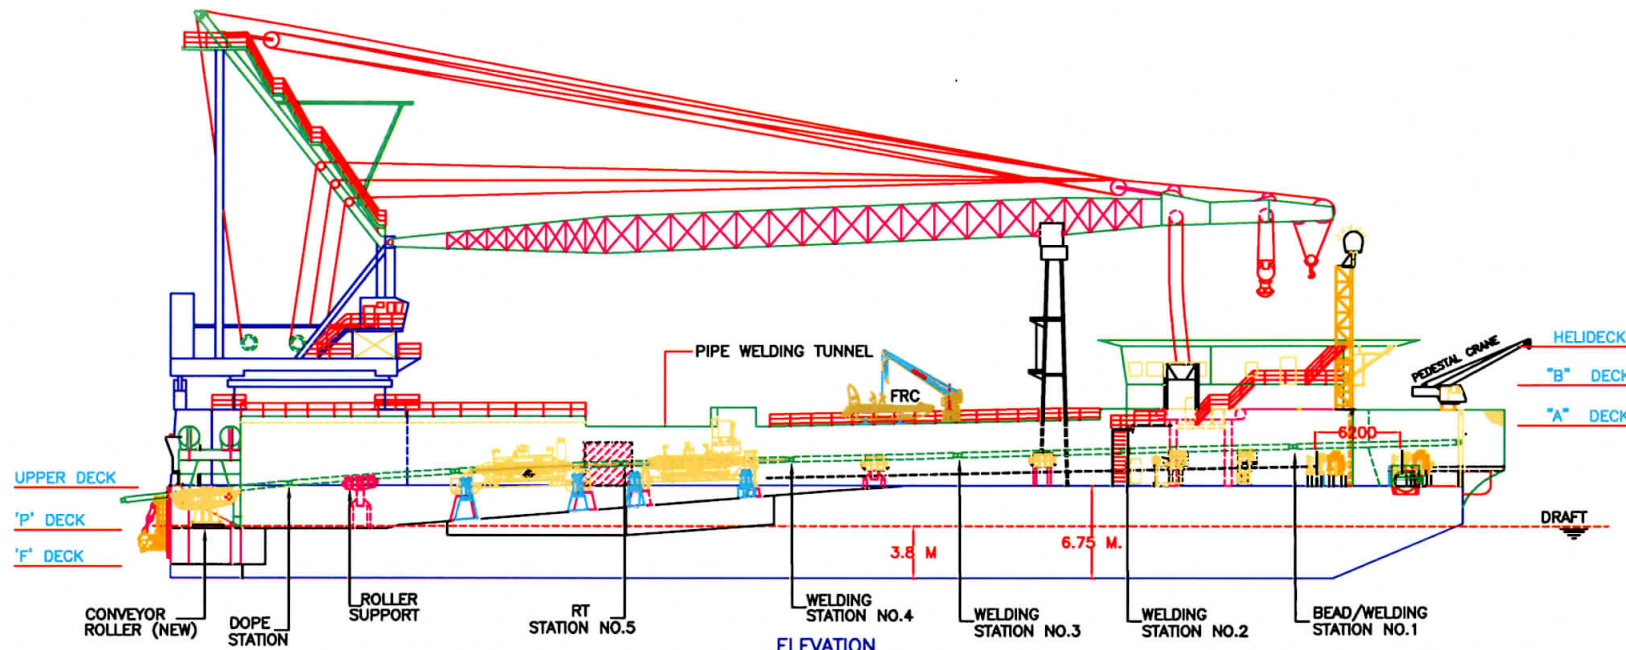 PIPE WELDING TUNNEL
FRC
PEDESTAL CRANE
HELIDECK
"B" DECK
"A" DECK
6200
UPPER DECK
'P' DECK
'F' DECK
DRAFT
3.8 M
6.75 M.
CONVEYOR
ROLLER (NEW)
DOPE
STATION
ROLLER
SUPPORT
RT
STATION NO.5
WELDING
STATION NO.4
WELDING
STATION NO.3
WELDING
STATION NO.2
BEAD/WELDING
STATION NO.1
ELEVATION